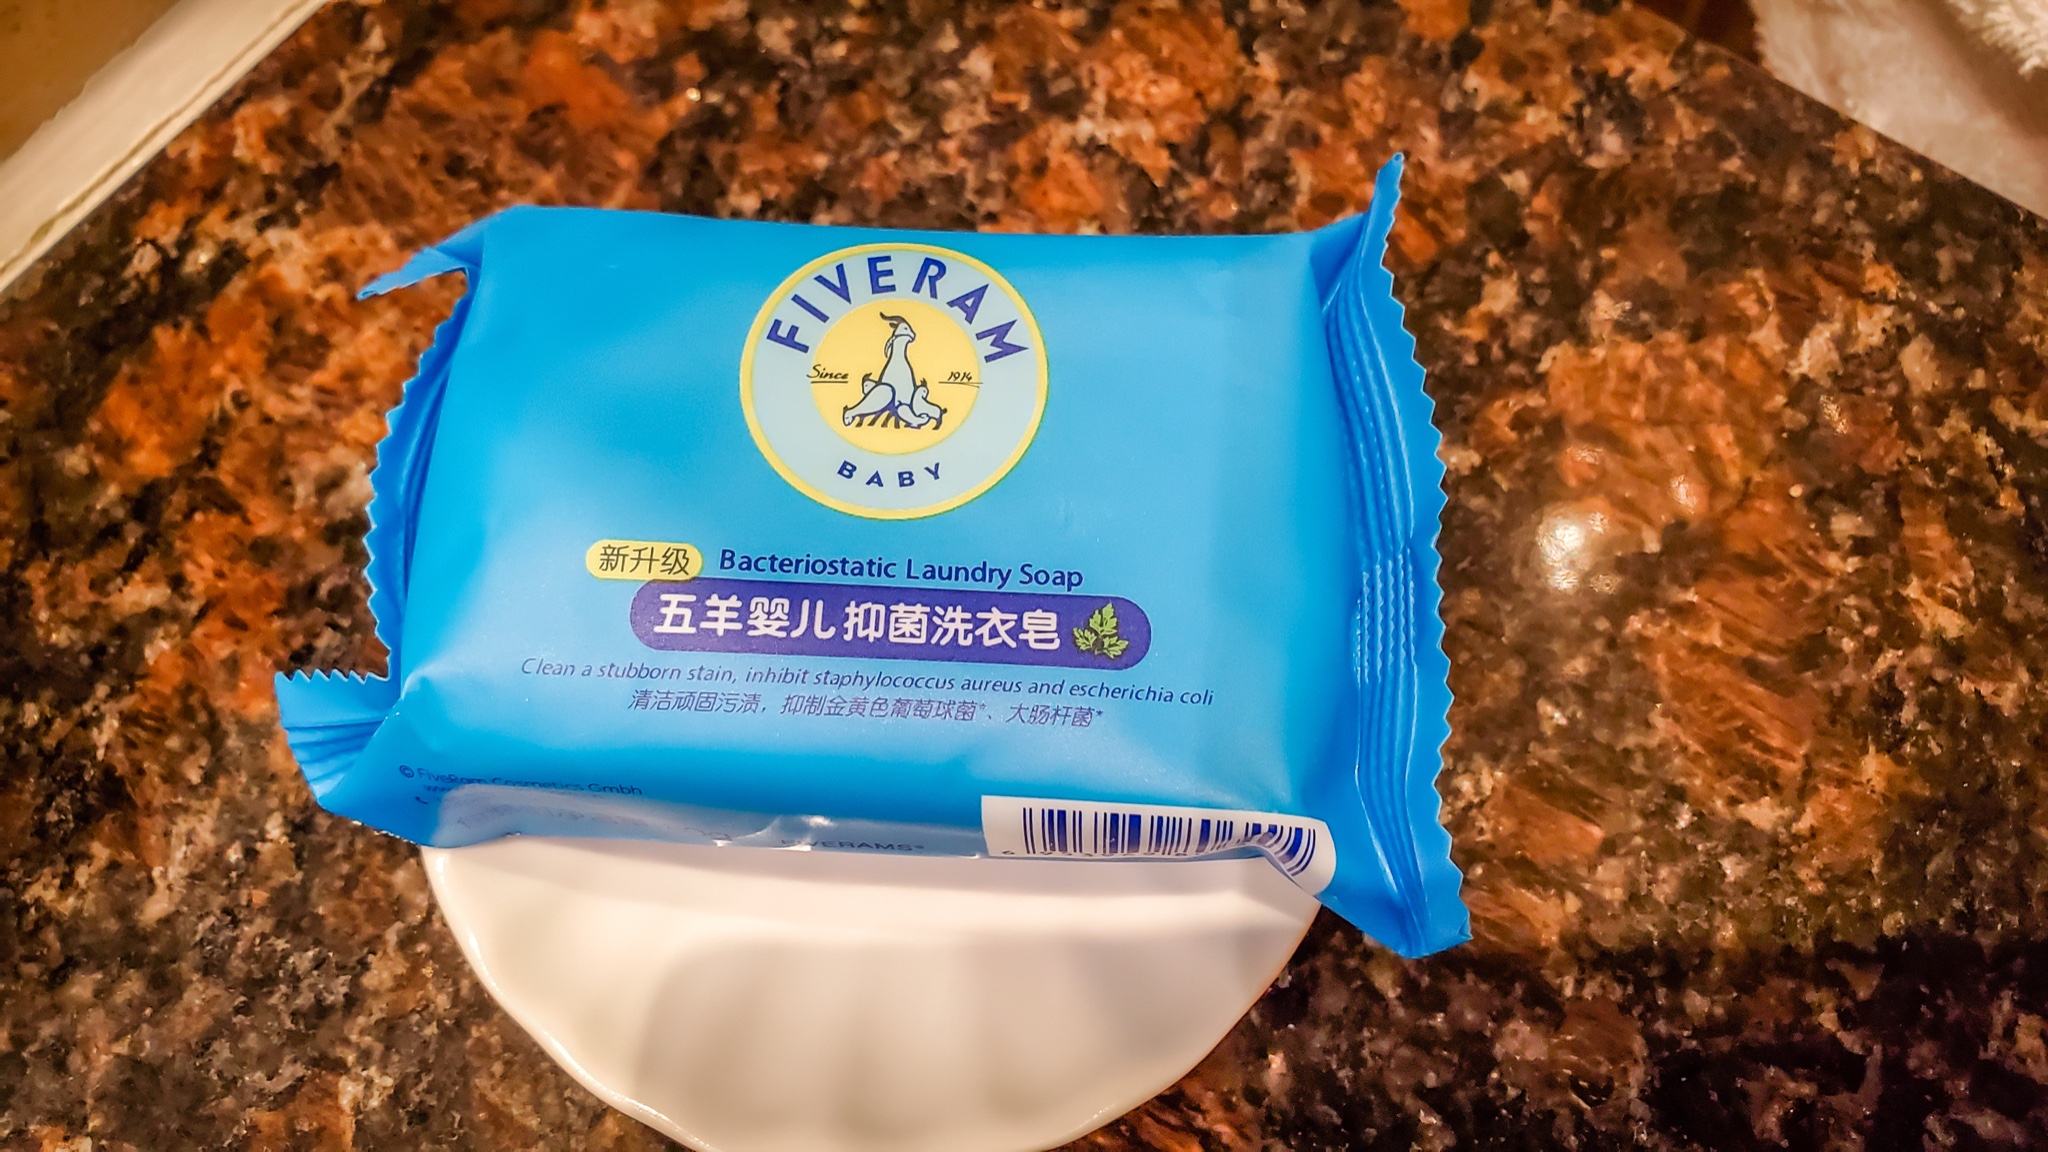 FIVERAM
Since 1914
BABY
新升级 Bacteriostatic Laundry Soap
五羊婴儿抑菌洗衣皂
Clean a stubborn stain, inhibit staphylococcus aureus and escherichia coli
清洁顽固污渍，抑制金黄色葡萄球菌*、大肠杆菌*
© FiveRam Cosmetics Gmbh